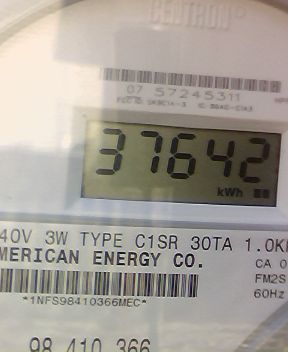 CENTRON
07 57245311
37642
kWh
40V 3W TYPE C1SR 30TA 1.0K
MERICAN ENERGY CO.
CA 0
FM2S
60Hz
*1NFS98410366MEC*
98 410 366